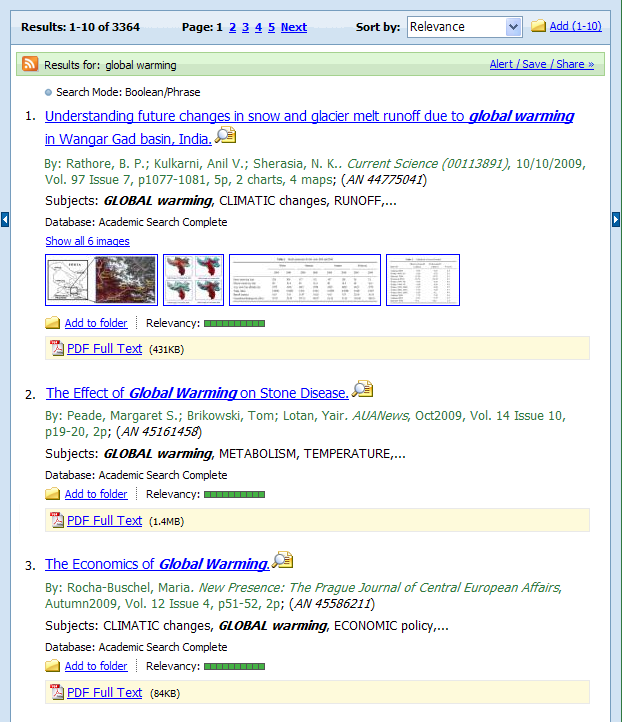 Results: 1-10 of 3364 Page: 1 2 3 4 5 Next Sort by: Relevance Add (1-10)
Results for: global warming Alert / Save / Share »
Search Mode: Boolean/Phrase
1. Understanding future changes in snow and glacier melt runoff due to global warming
in Wangar Gad basin, India.
By: Rathore, B. P.; Kulkarni, Anil V.; Sherasia, N. K.. Current Science (00113891), 10/10/2009,
Vol. 97 Issue 7, p1077-1081, 5p, 2 charts, 4 maps; (AN 44775041)
Subjects: GLOBAL warming, CLIMATIC changes, RUNOFF,...
Database: Academic Search Complete
Show all 6 images
Add to folder Relevancy:
PDF Full Text (431KB)
2. The Effect of Global Warming on Stone Disease.
By: Peade, Margaret S.; Brikowski, Tom; Lotan, Yair. AUANews, Oct2009, Vol. 14 Issue 10,
p19-20, 2p; (AN 45161458)
Subjects: GLOBAL warming, METABOLISM, TEMPERATURE,...
Database: Academic Search Complete
Add to folder Relevancy:
PDF Full Text (1.4MB)
3. The Economics of Global Warming.
By: Rocha-Buschel, Maria. New Presence: The Prague Journal of Central European Affairs,
Autumn2009, Vol. 12 Issue 4, p51-52, 2p; (AN 45586211)
Subjects: CLIMATIC changes, GLOBAL warming, ECONOMIC policy,...
Database: Academic Search Complete
Add to folder Relevancy:
PDF Full Text (84KB)